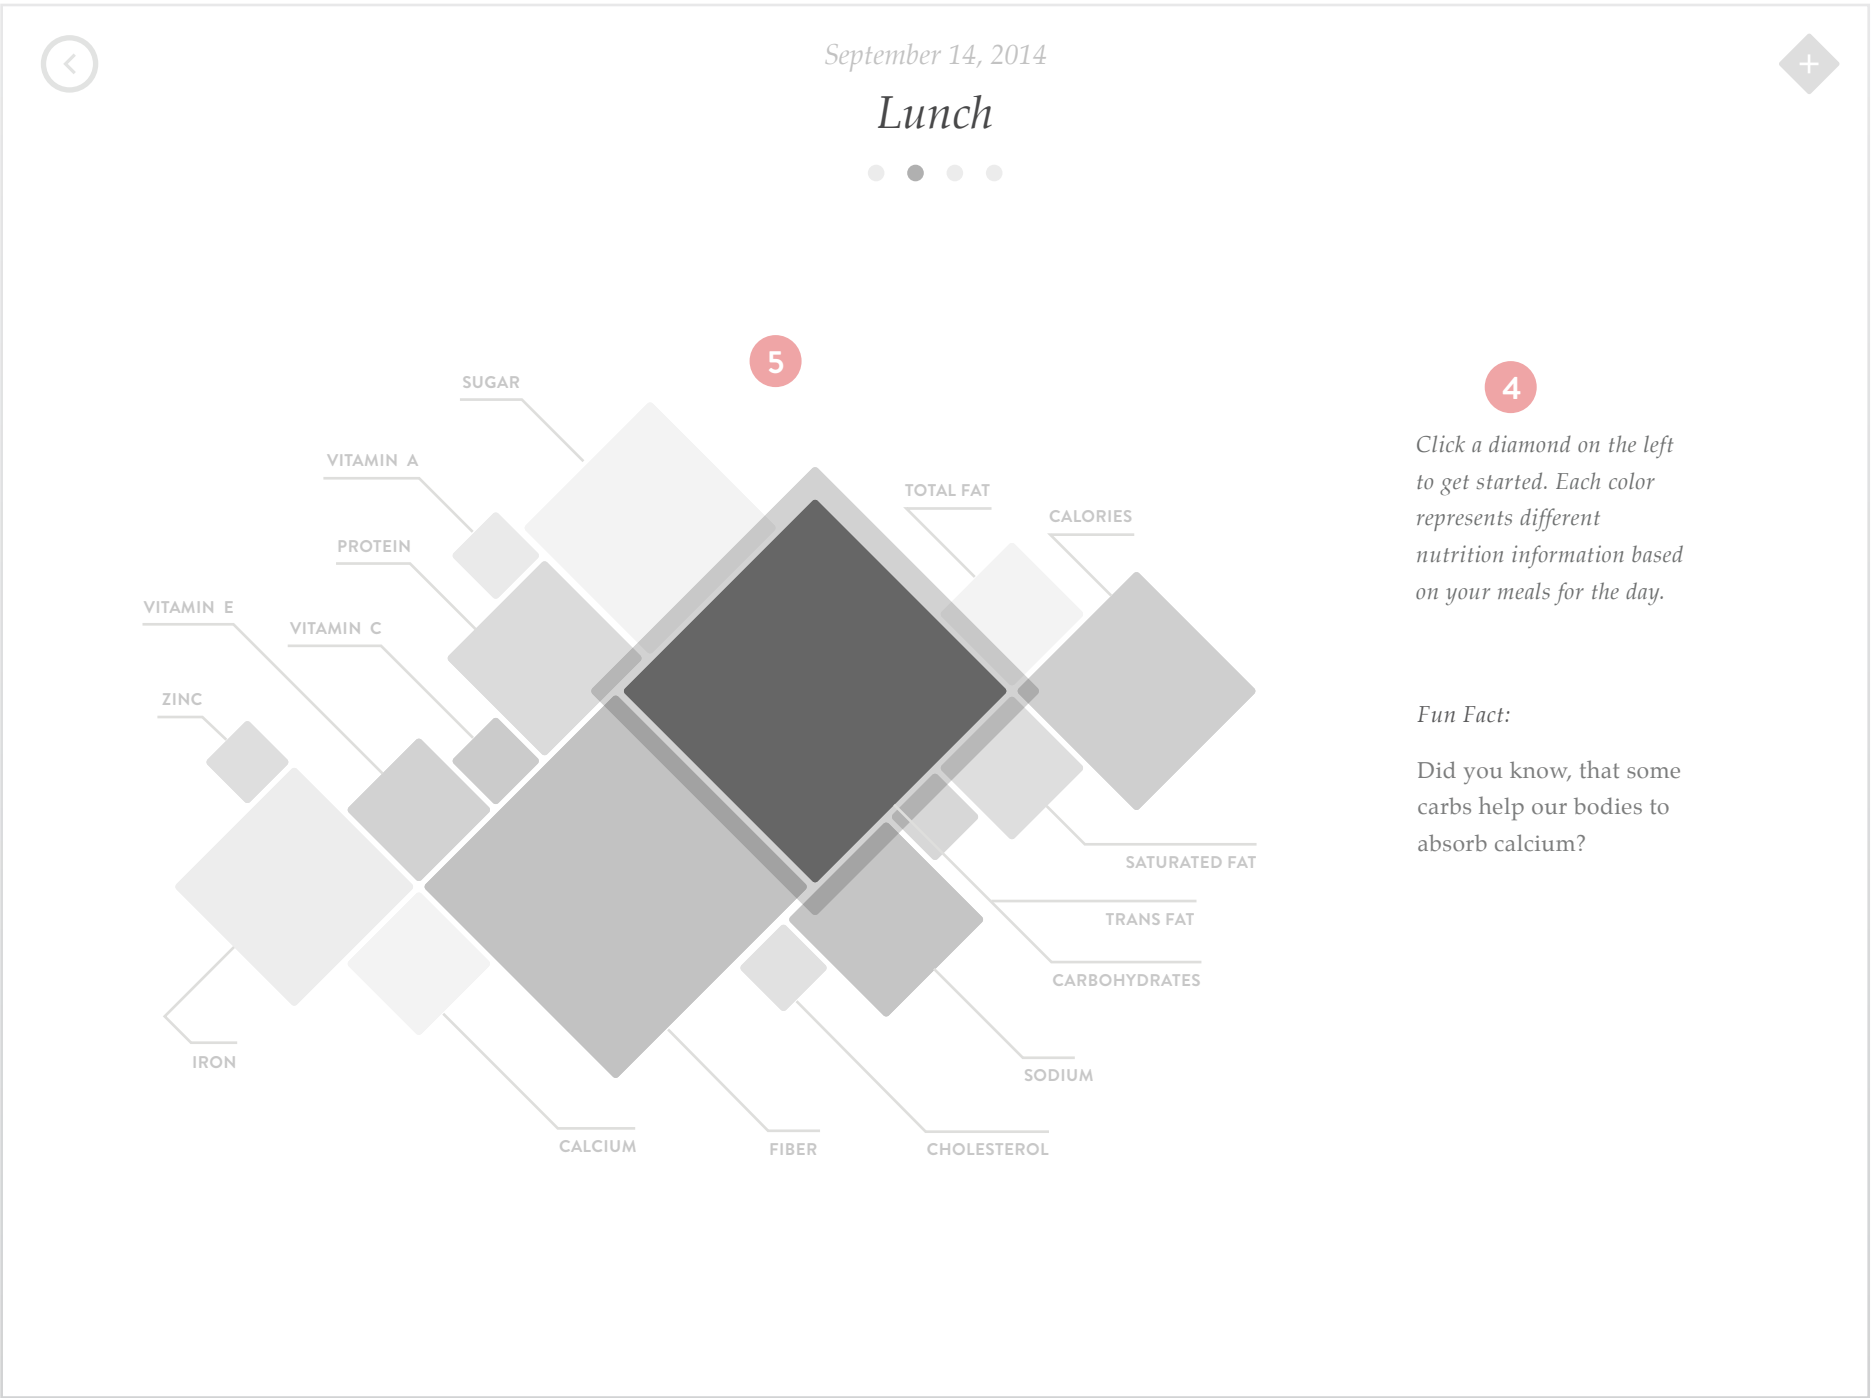 September 14, 2014
Lunch
5
4
SUGAR
VITAMIN A
PROTEIN
VITAMIN E
VITAMIN C
ZINC
TOTAL FAT
CALORIES
SATURATED FAT
TRANS FAT
CARBOHYDRATES
SODIUM
IRON
CALCIUM
FIBER
CHOLESTEROL
Click a diamond on the left
to get started. Each color
represents different
nutrition information based
on your meals for the day.
Fun Fact:
Did you know, that some
carbs help our bodies to
absorb calcium?